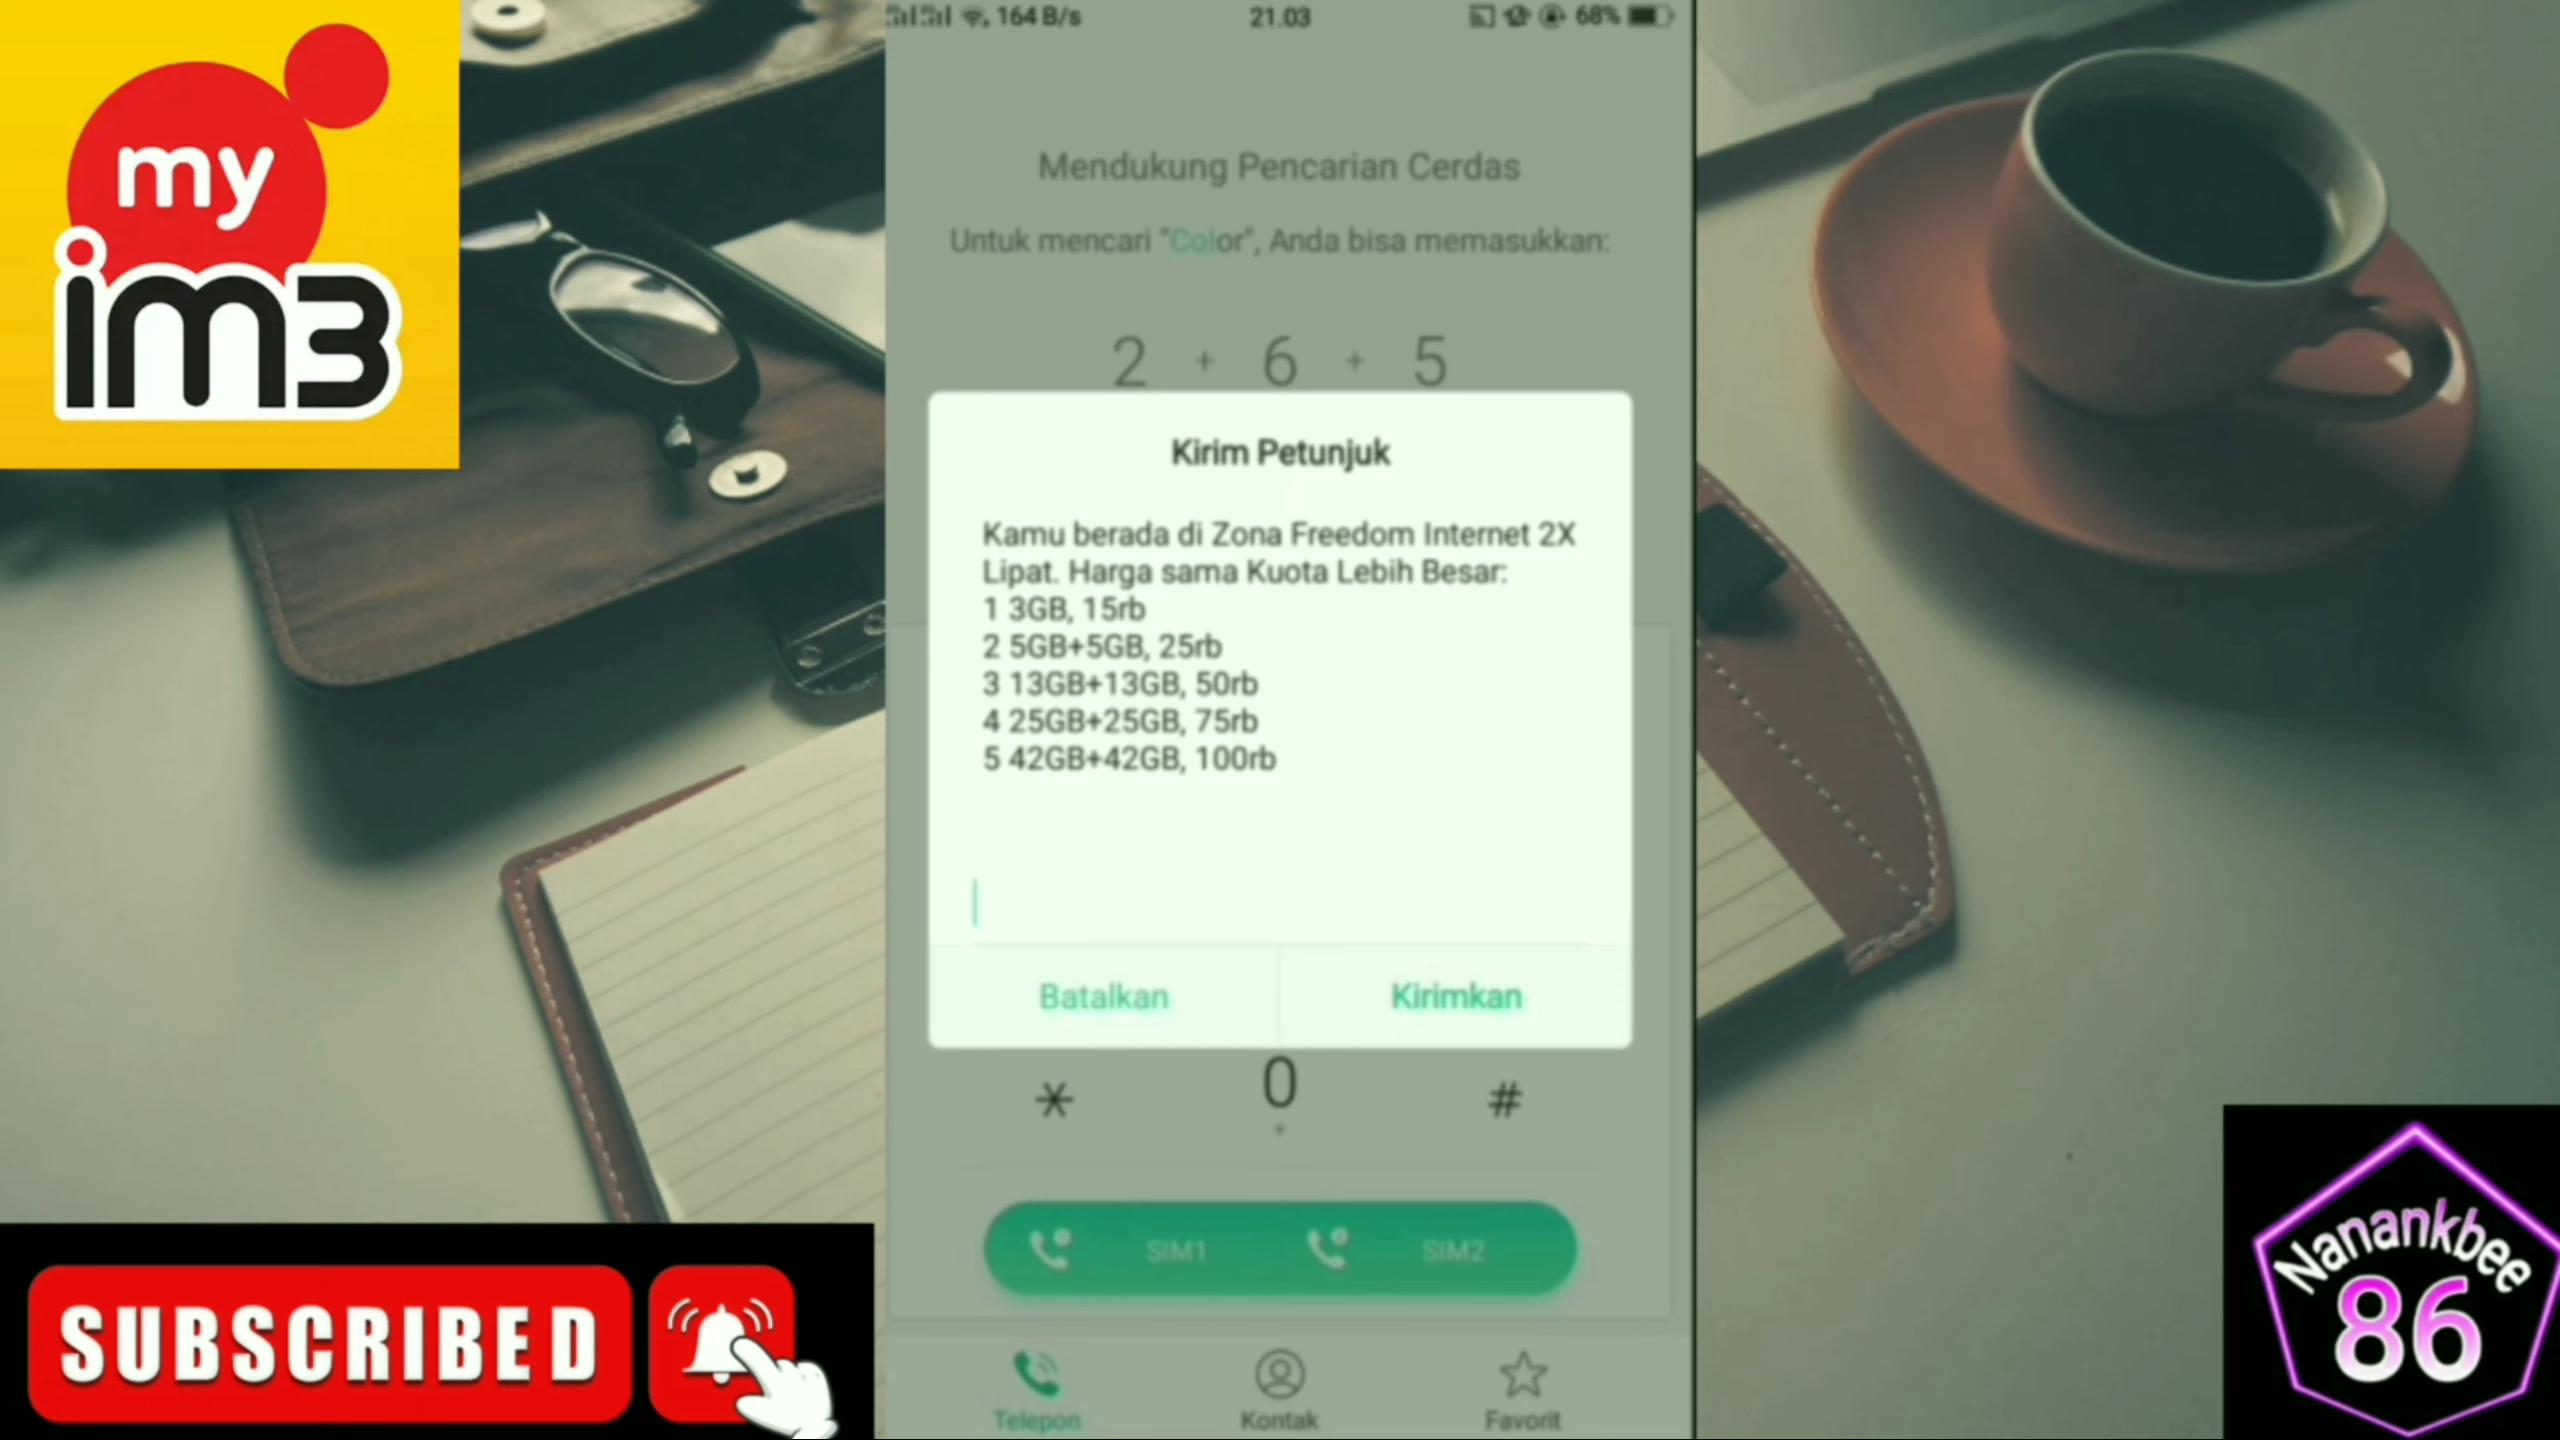 my
im3
164 B/s
21.03
68%
Mendukung Pencarian Cerdas
Untuk mencari "Color", Anda bisa memasukkan:
2 + 6 + 5
Kirim Petunjuk
Kamu berada di Zona Freedom Internet 2X
Lipat. Harga sama Kuota Lebih Besar:
1 3GB, 15rb
2 5GB+5GB, 25rb
3 13GB+13GB, 50rb
4 25GB+25GB, 75rb
5 42GB+42GB, 100rb
Batalkan
Kirimkan
* 0 #
+
SIM1
SIM2
Telepon
Kontak
Favorit
SUBSCRIBED
Nanankbee
86